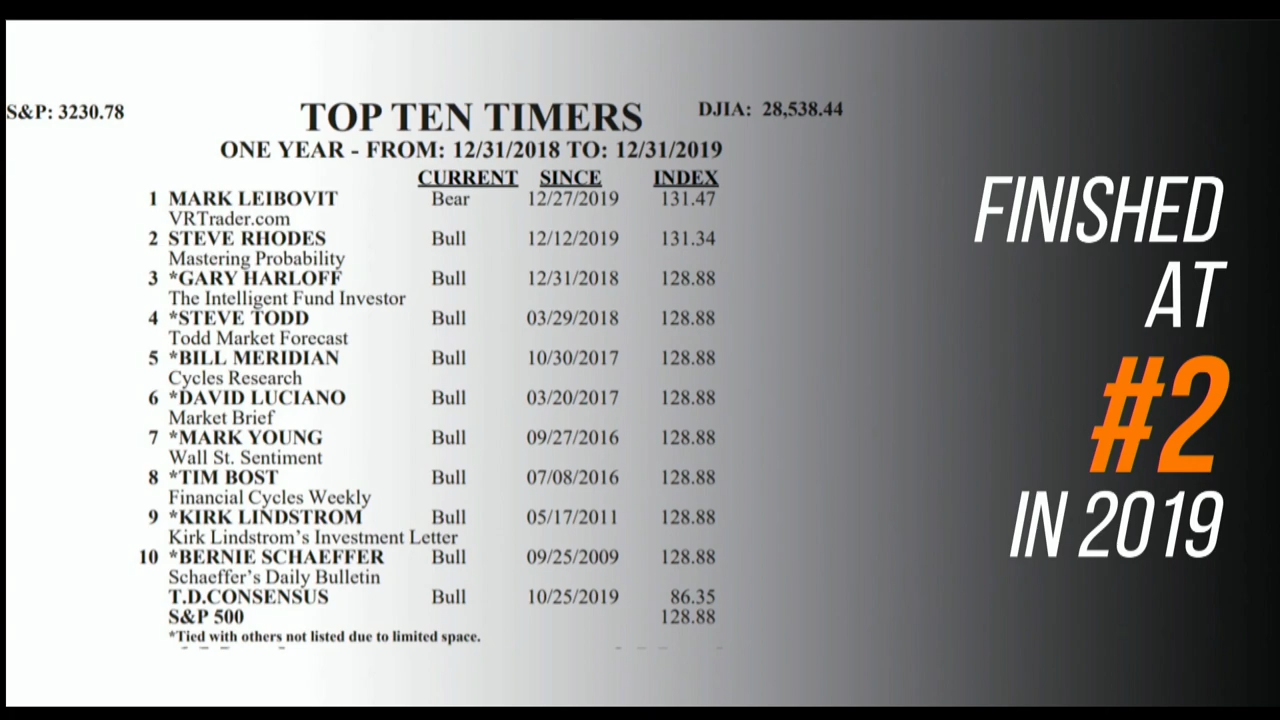 S&P: 3230.78
TOP TEN TIMERS
DJIA: 28,538.44
ONE YEAR - FROM: 12/31/2018 TO: 12/31/2019
CURRENT SINCE INDEX
1 MARK LEIBOVIT Bear 12/27/2019 131.47
VRTrader.com
2 STEVE RHODES Bull 12/12/2019 131.34
Mastering Probability
3 *GARY HARLOFF Bull 12/31/2018 128.88
The Intelligent Fund Investor
4 *STEVE TODD Bull 03/29/2018 128.88
Todd Market Forecast
5 *BILL MERIDIAN Bull 10/30/2017 128.88
Cycles Research
6 *DAVID LUCIANO Bull 03/20/2017 128.88
Market Brief
7 *MARK YOUNG Bull 09/27/2016 128.88
Wall St. Sentiment
8 *TIM BOST Bull 07/08/2016 128.88
Financial Cycles Weekly
9 *KIRK LINDSTROM Bull 05/17/2011 128.88
Kirk Lindstrom's Investment Letter
10 *BERNIE SCHAEFFER Bull 09/25/2009 128.88
Schaeffer's Daily Bulletin
T.D.CONSENSUS Bull 10/25/2019 86.35
S&P 500 128.88
*Tied with others not listed due to limited space.
FINISHED
AT
#2
IN 2019